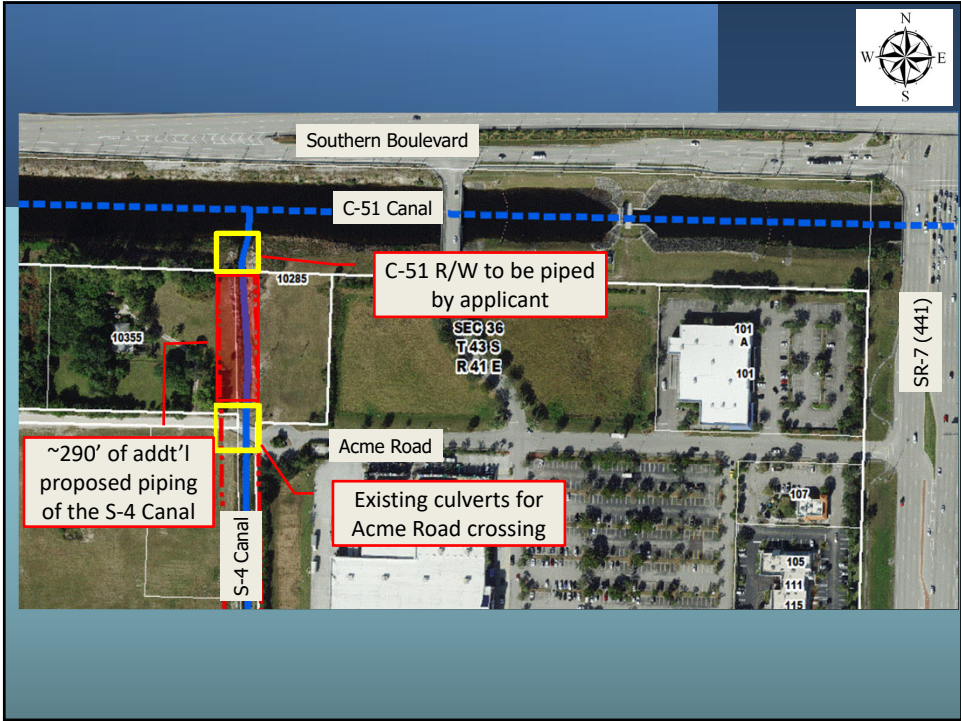 N
W E
S
Southern Boulevard
C-51 Canal
C-51 R/W to be piped
by applicant
10285
10355
SEC 36
T 43 S
R 41 E
101
A
101
SR-7 (441)
~290’ of addt’l
proposed piping
of the S-4 Canal
Acme Road
Existing culverts for
Acme Road crossing
S-4 Canal
107
105
111
115